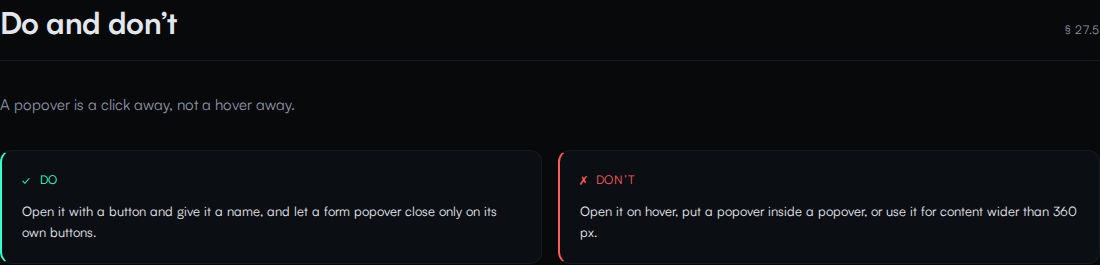 Do and don’t
§ 27.5
A popover is a click away, not a hover away.
✓ DO
Open it with a button and give it a name, and let a form popover close only on its
own buttons.
✗ DON’T
Open it on hover, put a popover inside a popover, or use it for content wider than 360
px.